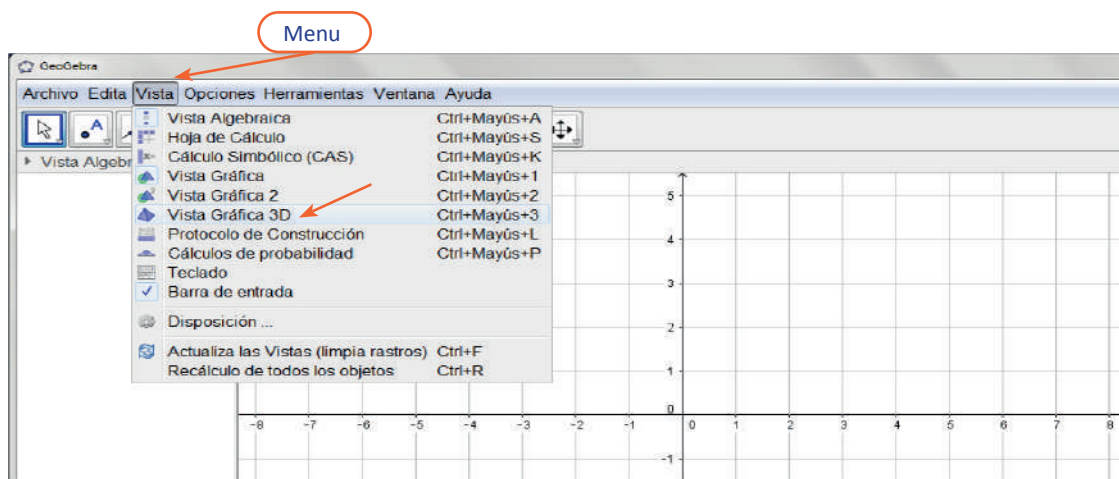 Menu
GeoGebra
Archivo Edita Vista Opciones Herramientas Ventana Ayuda
Vista Algebraica Ctrl+Mayús+A
Hoja de Cálculo Ctrl+Mayús+S
Cálculo Simbólico (CAS) Ctrl+Mayús+K
Vista Gráfica Ctrl+Mayús+1
Vista Gráfica 2 Ctrl+Mayús+2
Vista Gráfica 3D Ctrl+Mayús+3
Protocolo de Construcción Ctrl+Mayús+L
Cálculos de probabilidad Ctrl+Mayús+P
Teclado
Barra de entrada
Disposición ...
Actualiza las Vistas (limpia rastros) Ctrl+F
Recálculo de todos los objetos Ctrl+R
A
Vista Algebr
5
4
3
2
1
0
-8 -7 -6 -5 -4 -3 -2 -1 0 1 2 3 4 5 6 7 8
-1